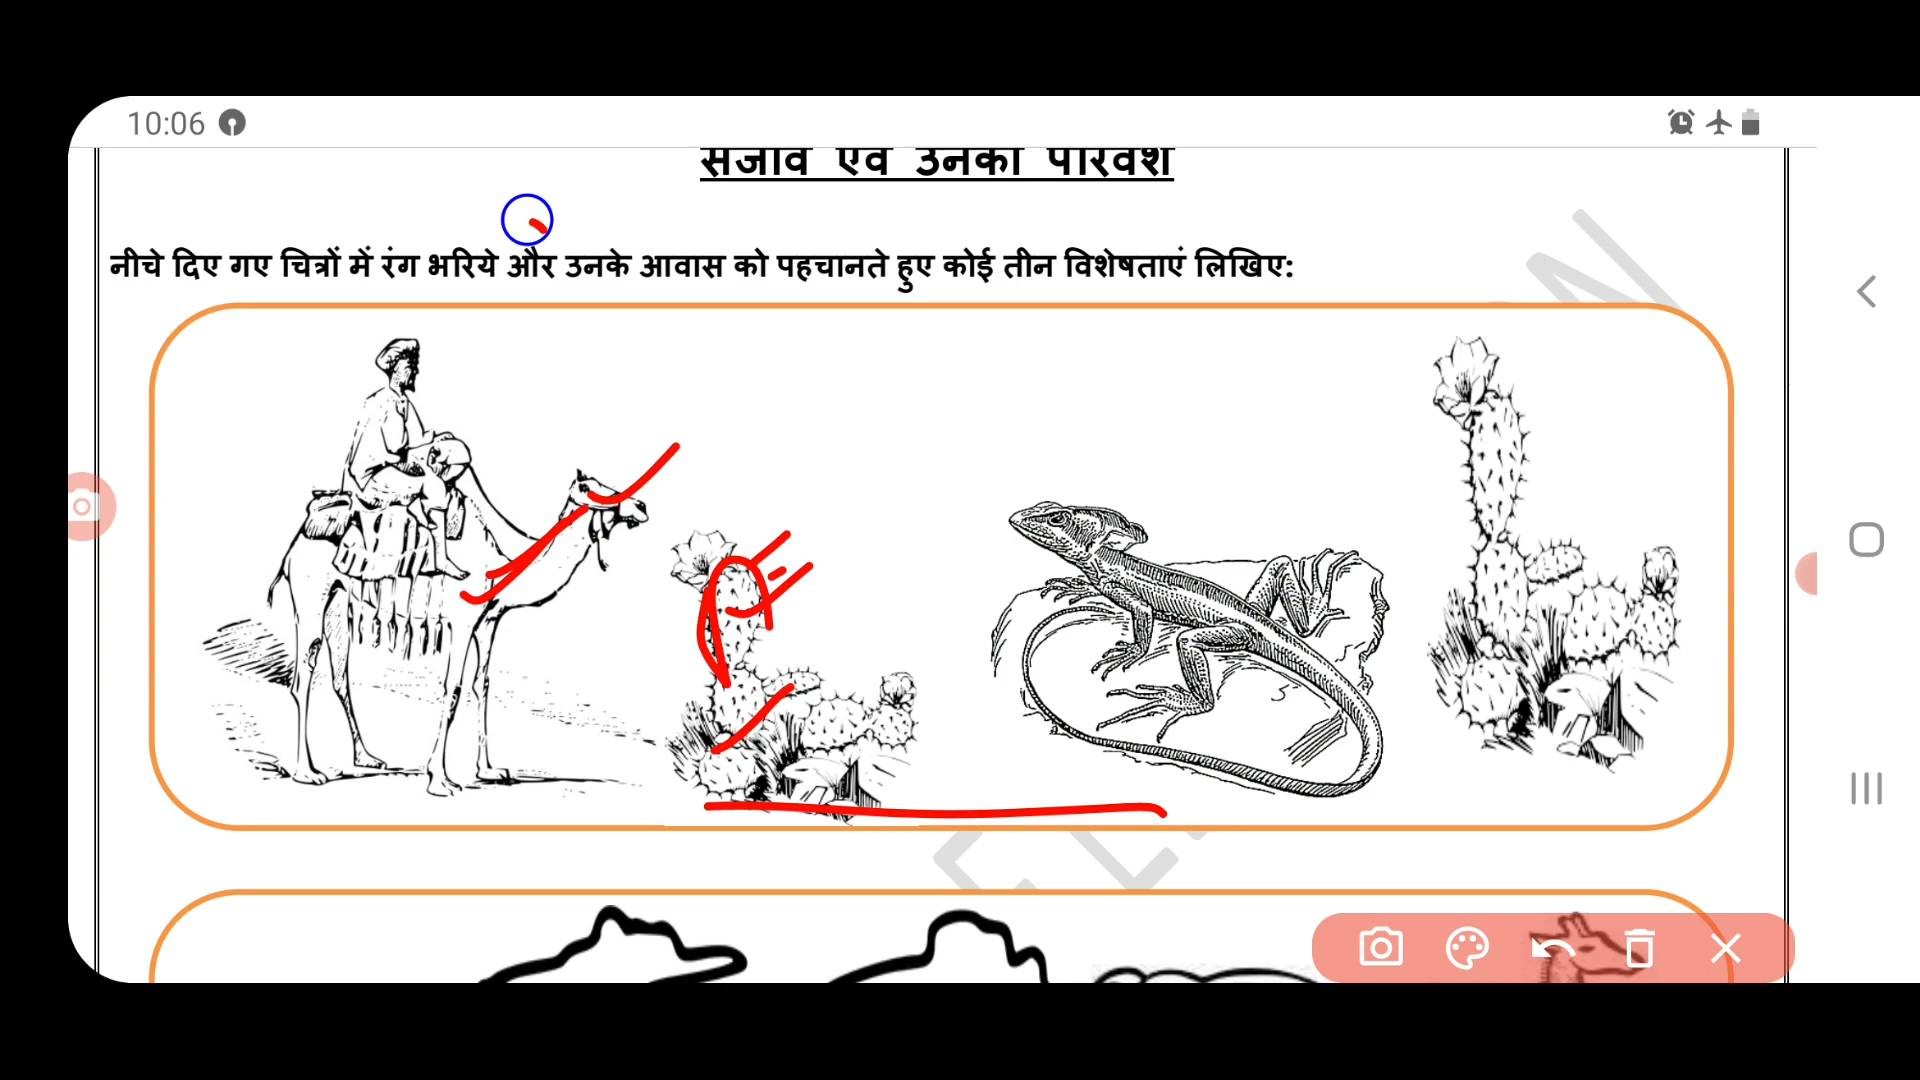 10:06
सजीव एवं उनका परिवेश
नीचे दिए गए चित्रों में रंग भरिये और उनके आवास को पहचानते हुए कोई तीन विशेषताएं लिखिए: